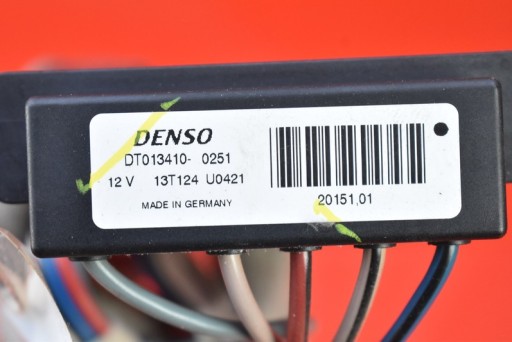 DENSO
DT013410- 0251
12 V 13T124 U0421
MADE IN GERMANY
20151,01